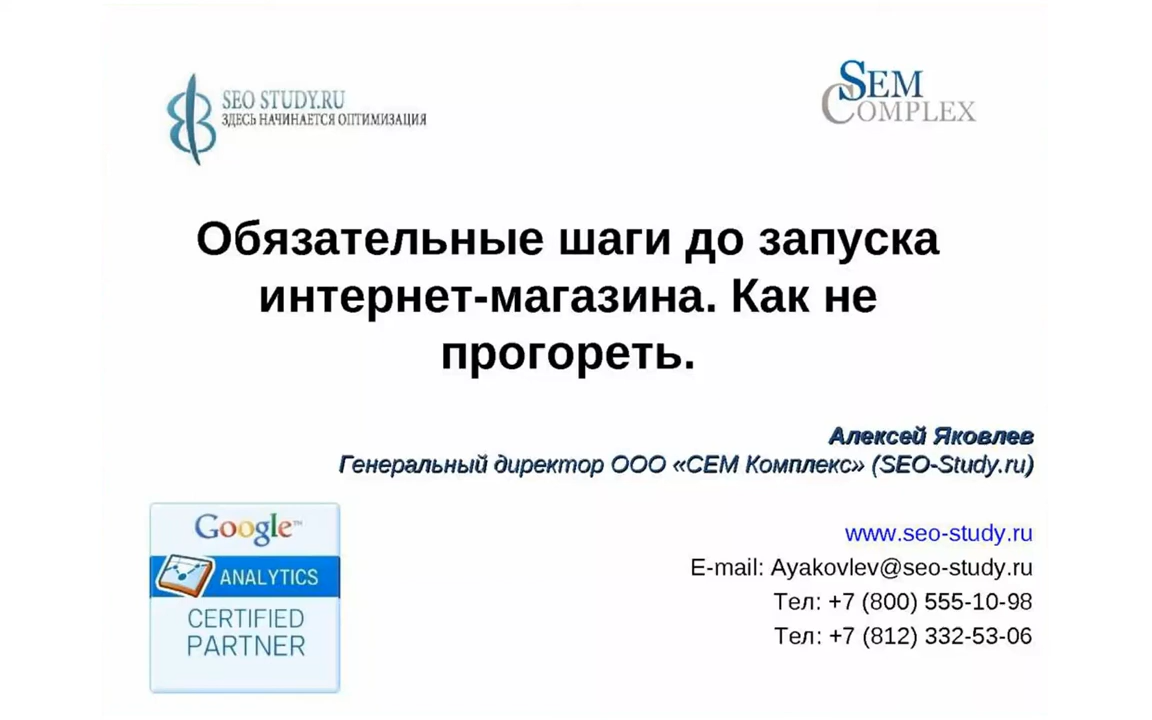 SEO STUDY.RU
ЗДЕСЬ НАЧИНАЕТСЯ ОПТИМИЗАЦИЯ
SEM
COMPLEX
Обязательные шаги до запуска
интернет-магазина. Как не
прогореть.
Алексей Яковлев
Генеральный директор ООО «СЕМ Комплекс» (SEO-Study.ru)
Google™
ANALYTICS
CERTIFIED
PARTNER
www.seo-study.ru
E-mail: Ayakovlev@seo-study.ru
Тел: +7 (800) 555-10-98
Тел: +7 (812) 332-53-06